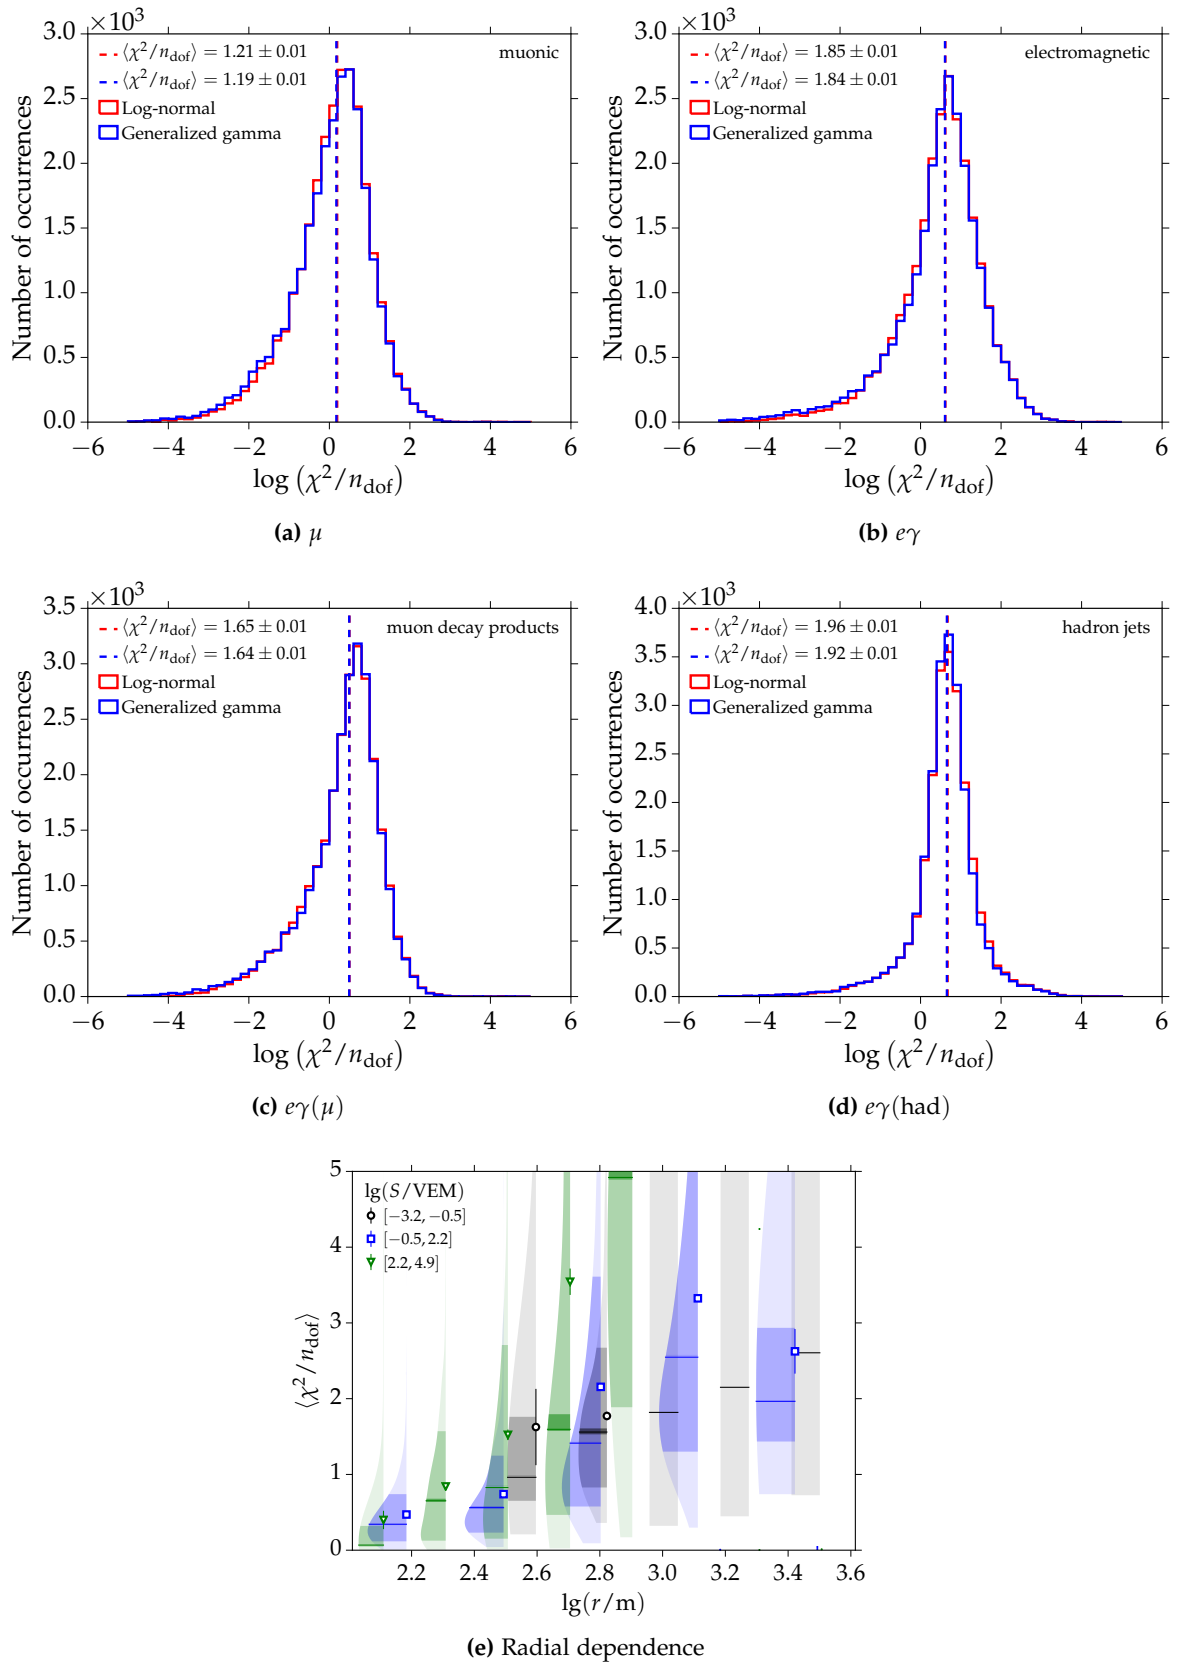 ×10³
3.0
2.5
2.0
1.5
1.0
0.5
0.0
Number of occurrences
⟨χ²/n_dof⟩ = 1.21 ± 0.01
⟨χ²/n_dof⟩ = 1.19 ± 0.01
Log-normal
Generalized gamma
muonic
−6 −4 −2 0 2 4 6
log (χ²/n_dof)
(a) μ
×10³
3.0
2.5
2.0
1.5
1.0
0.5
0.0
Number of occurrences
⟨χ²/n_dof⟩ = 1.85 ± 0.01
⟨χ²/n_dof⟩ = 1.84 ± 0.01
Log-normal
Generalized gamma
electromagnetic
−6 −4 −2 0 2 4 6
log (χ²/n_dof)
(b) eγ
×10³
3.5
3.0
2.5
2.0
1.5
1.0
0.5
0.0
Number of occurrences
⟨χ²/n_dof⟩ = 1.65 ± 0.01
⟨χ²/n_dof⟩ = 1.64 ± 0.01
Log-normal
Generalized gamma
muon decay products
−6 −4 −2 0 2 4 6
log (χ²/n_dof)
(c) eγ(μ)
×10³
4.0
3.5
3.0
2.5
2.0
1.5
1.0
0.5
0.0
Number of occurrences
⟨χ²/n_dof⟩ = 1.96 ± 0.01
⟨χ²/n_dof⟩ = 1.92 ± 0.01
Log-normal
Generalized gamma
hadron jets
−6 −4 −2 0 2 4 6
log (χ²/n_dof)
(d) eγ(had)
5
4
3
2
1
0
⟨χ²/n_dof⟩
lg(S/VEM)
[−3.2, −0.5]
[−0.5, 2.2]
[2.2, 4.9]
2.2 2.4 2.6 2.8 3.0 3.2 3.4 3.6
lg(r/m)
(e) Radial dependence